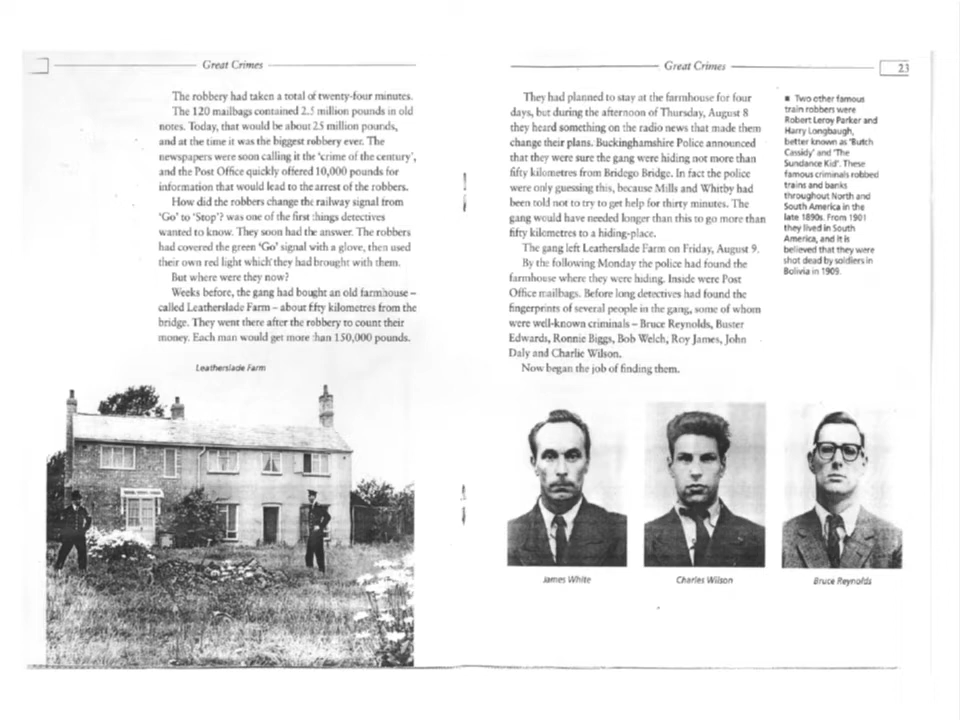 Great Crimes
The robbery had taken a total of twenty-four minutes.
The 120 mailbags contained 2.5 million pounds in old
notes. Today, that would be about 25 million pounds,
and at the time it was the biggest robbery ever. The
newspapers were soon calling it the 'crime of the century',
and the Post Office quickly offered 10,000 pounds for
information that would lead to the arrest of the robbers.
How did the robbers change the railway signal from
'Go' to 'Stop'? was one of the first things detectives
wanted to know. They soon had the answer. The robbers
had covered the green 'Go' signal with a glove, then used
their own red light which they had brought with them.
But where were they now?
Weeks before, the gang had bought an old farmhouse –
called Leatherslade Farm – about fifty kilometres from the
bridge. They went there after the robbery to count their
money. Each man would get more than 150,000 pounds.
Leatherslade Farm
Great Crimes
23
They had planned to stay at the farmhouse for four
days, but during the afternoon of Thursday, August 8
they heard something on the radio news that made them
change their plans. Buckinghamshire Police announced
that they were sure the gang were hiding not more than
fifty kilometres from Bridego Bridge. In fact the police
were only guessing this, because Mills and Whitby had
been told not to try to get help for thirty minutes. The
gang would have needed longer than this to go more than
fifty kilometres to a hiding-place.
The gang left Leatherslade Farm on Friday, August 9.
By the following Monday the police had found the
farmhouse where they were hiding. Inside were Post
Office mailbags. Before long detectives had found the
fingerprints of several people in the gang, some of whom
were well-known criminals – Bruce Reynolds, Buster
Edwards, Ronnie Biggs, Bob Welch, Roy James, John
Daly and Charlie Wilson.
Now began the job of finding them.
■ Two other famous
train robbers were
Robert Leroy Parker and
Harry Longbaugh,
better known as 'Butch
Cassidy' and 'The
Sundance Kid'. These
famous criminals robbed
trains and banks
throughout North and
South America in the
late 1890s. From 1901
they lived in South
America, and it is
believed that they were
shot dead by soldiers in
Bolivia in 1909.
James White
Charles Wilson
Bruce Reynolds